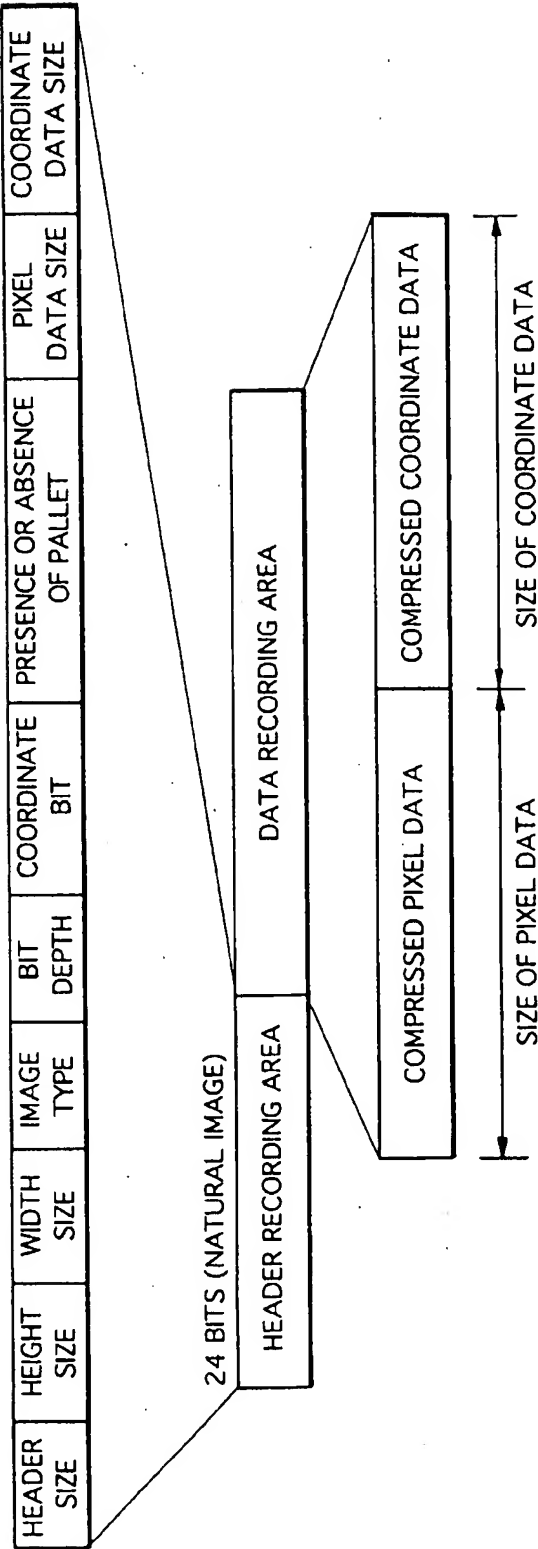 HEADER
SIZE
HEIGHT
SIZE
WIDTH
SIZE
IMAGE
TYPE
BIT
DEPTH
COORDINATE
BIT
PRESENCE OR ABSENCE
OF PALLET
PIXEL
DATA SIZE
COORDINATE
DATA SIZE
24 BITS (NATURAL IMAGE)
HEADER RECORDING AREA
DATA RECORDING AREA
COMPRESSED PIXEL DATA
COMPRESSED COORDINATE DATA
SIZE OF PIXEL DATA
SIZE OF COORDINATE DATA